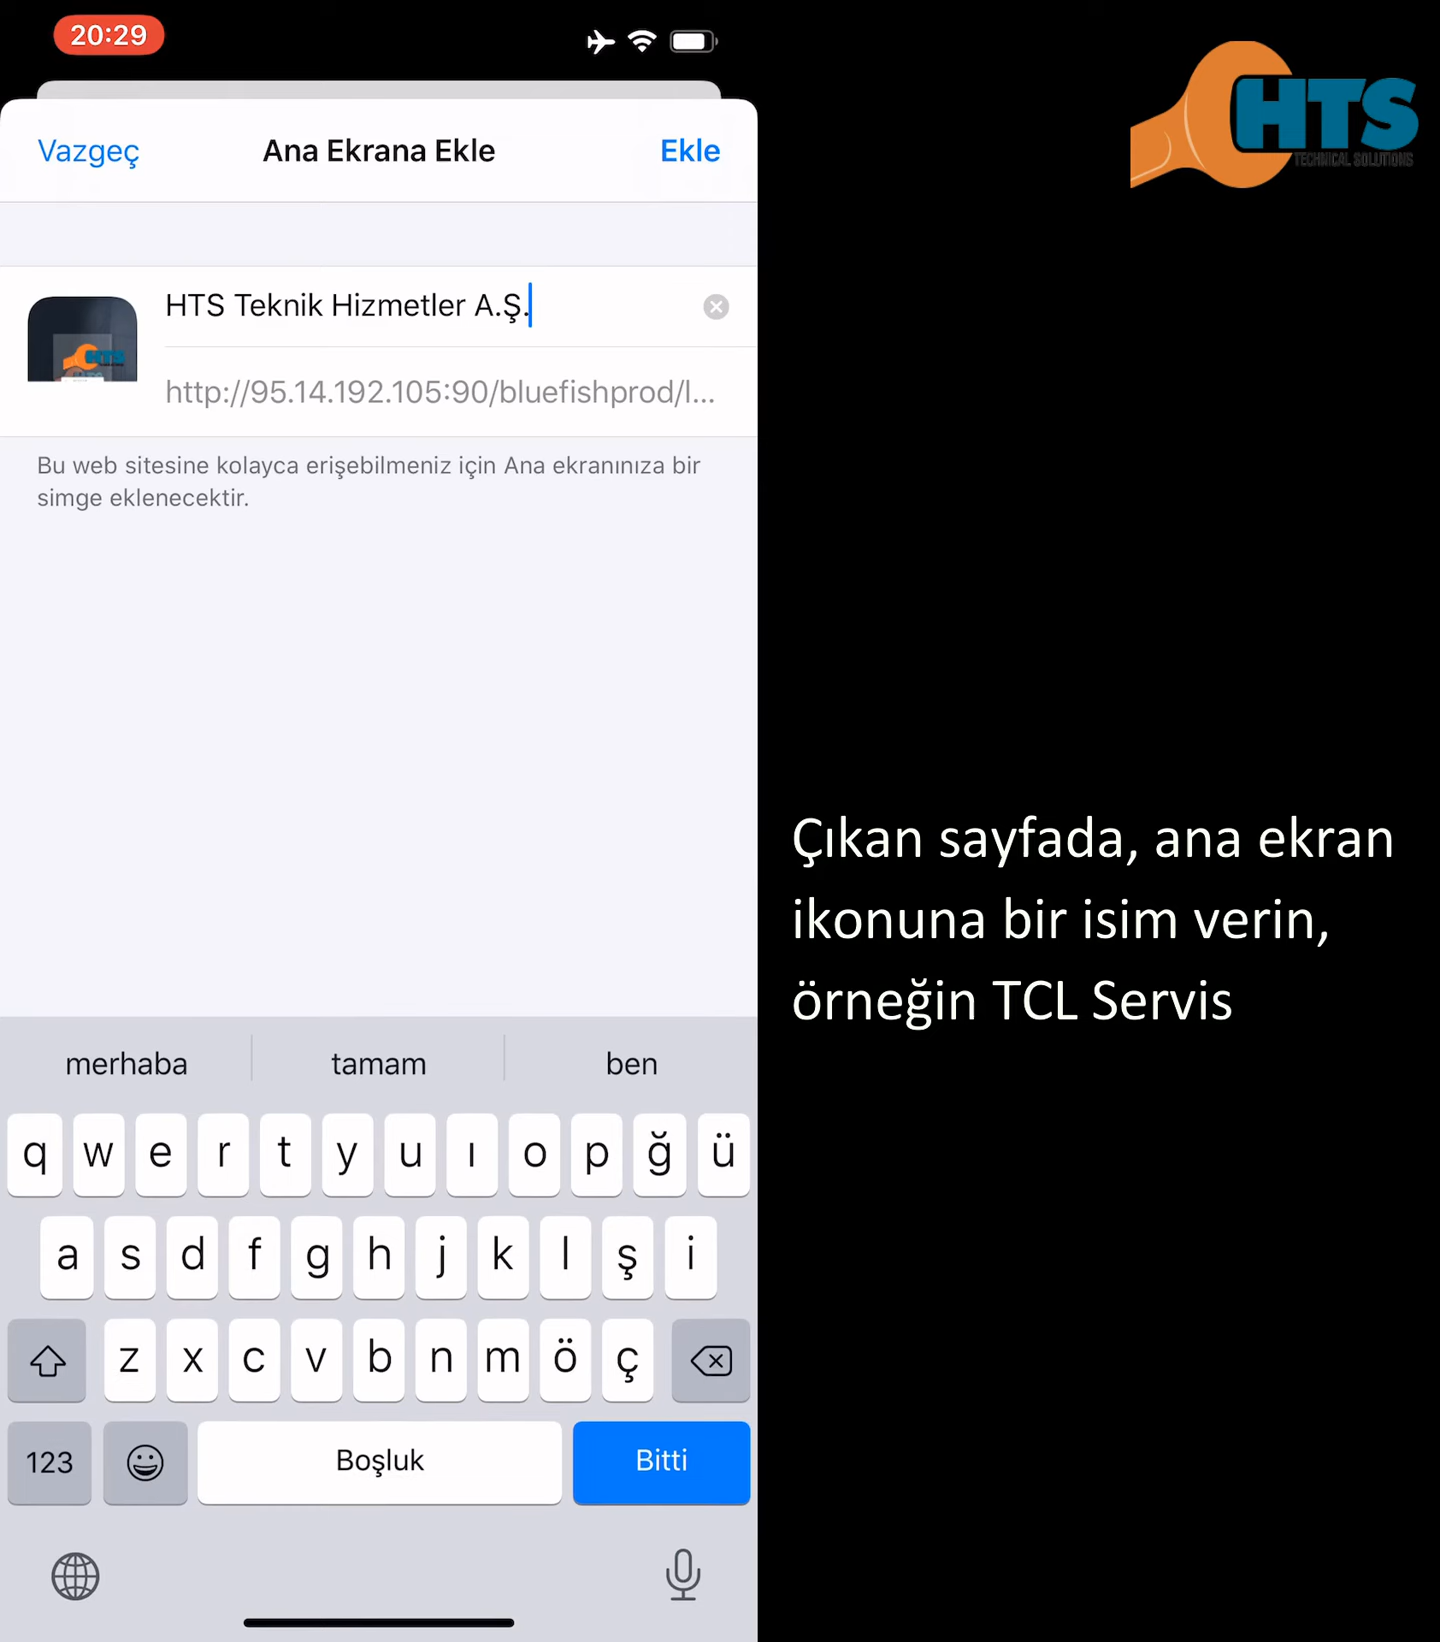 20:29
HTS
TECHNICAL SOLUTIONS
Vazgeç
Ana Ekrana Ekle
Ekle
HTS
HTS Teknik Hizmetler A.Ş.
http://95.14.192.105:90/bluefishprod/l...
Bu web sitesine kolayca erişebilmeniz için Ana ekranınıza bir
simge eklenecektir.
Çıkan sayfada, ana ekran
ikonuna bir isim verin,
örneğin TCL Servis
merhaba
tamam
ben
q w e r t y u ı o p ğ ü
a s d f g h j k l ş i
z x c v b n m ö ç
123
Boşluk
Bitti